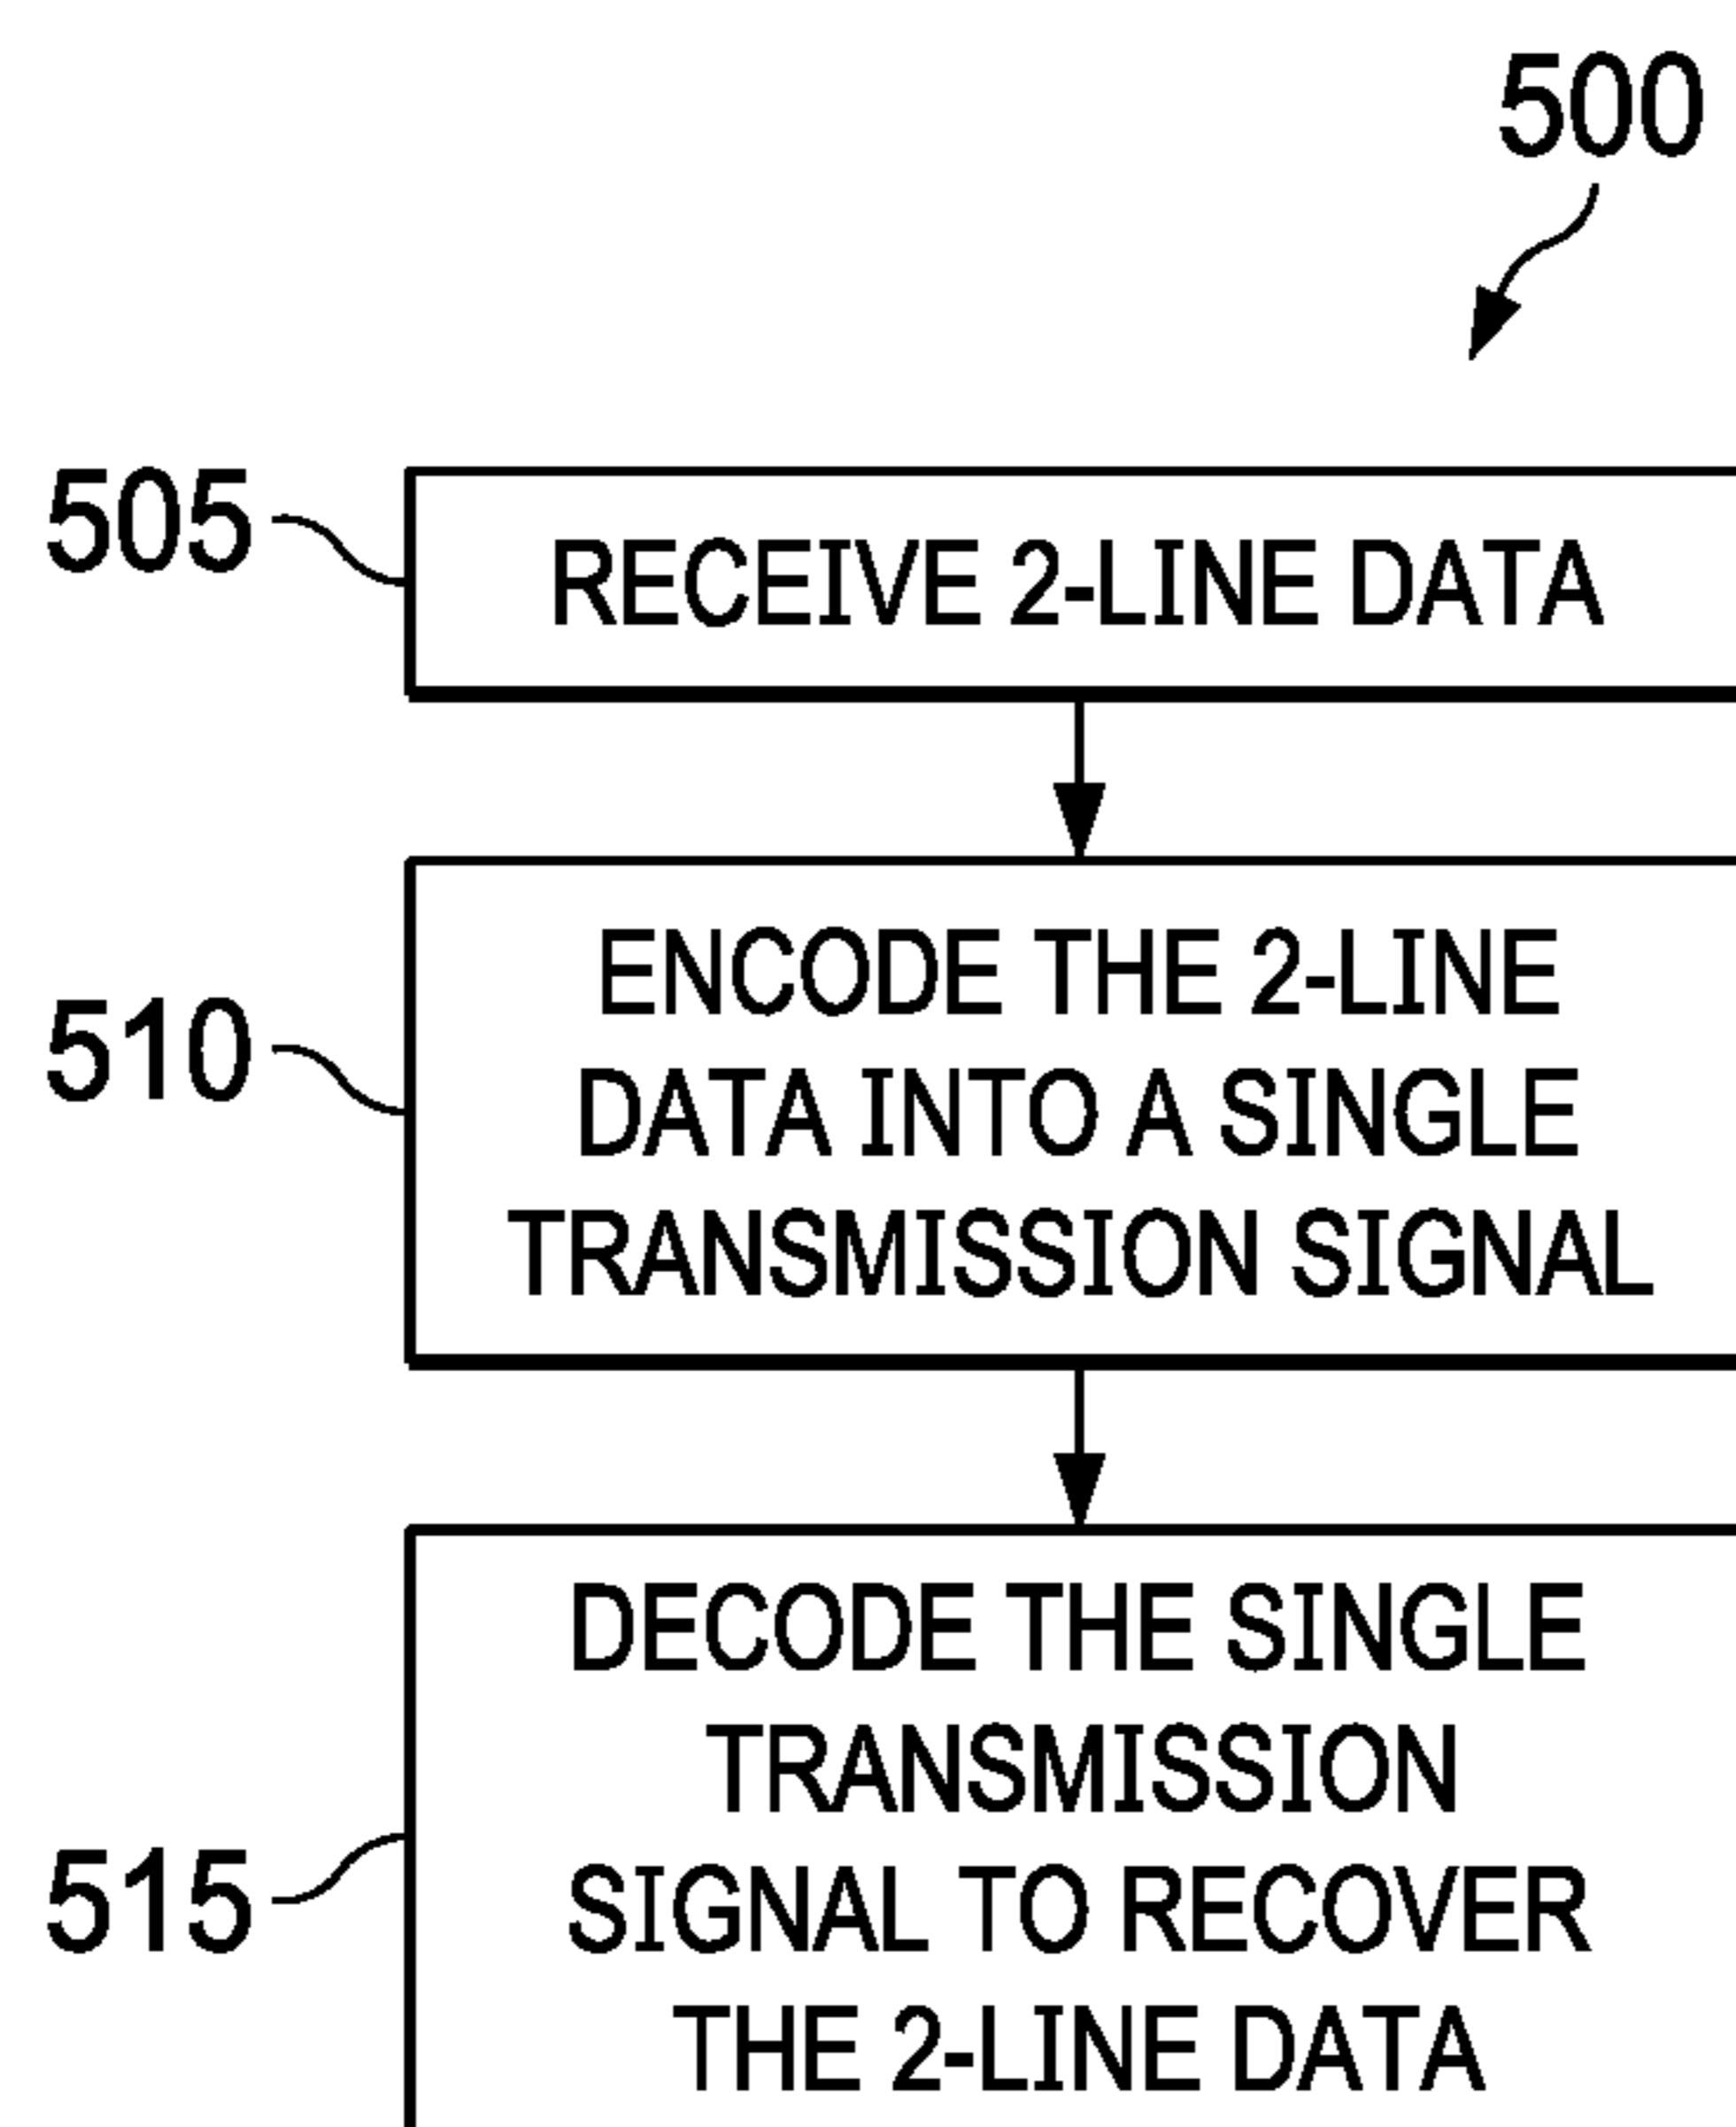 500
505
RECEIVE 2-LINE DATA
510
ENCODE THE 2-LINE
DATA INTO A SINGLE
TRANSMISSION SIGNAL
515
DECODE THE SINGLE
TRANSMISSION
SIGNAL TO RECOVER
THE 2-LINE DATA